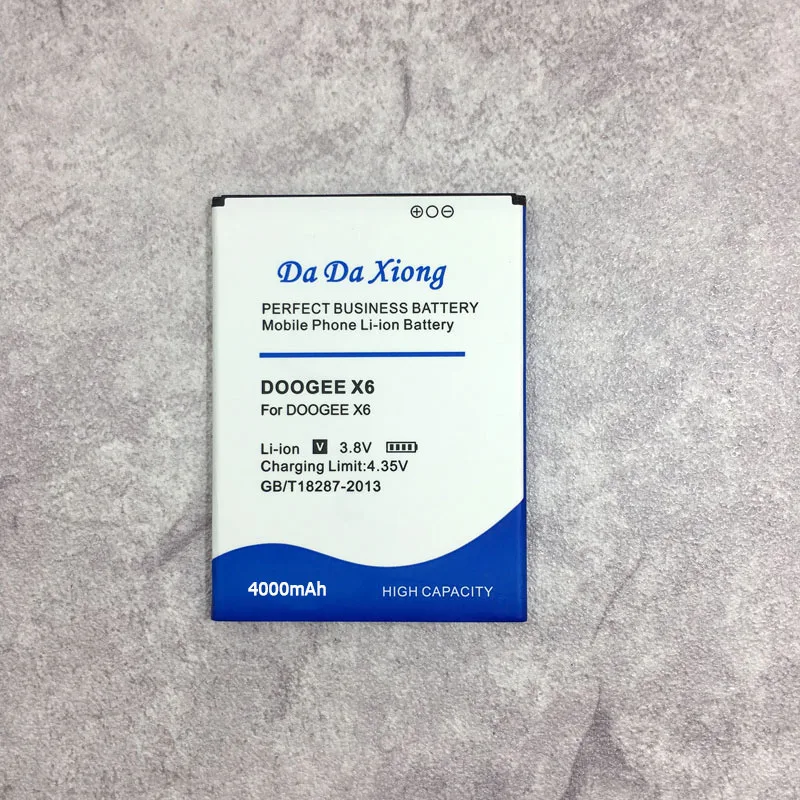 ⊕○⊖
Da Da Xiong
PERFECT BUSINESS BATTERY
Mobile Phone Li-ion Battery
DOOGEE X6
For DOOGEE X6
Li-ion V 3.8V
Charging Limit:4.35V
GB/T18287-2013
4000mAh HIGH CAPACITY